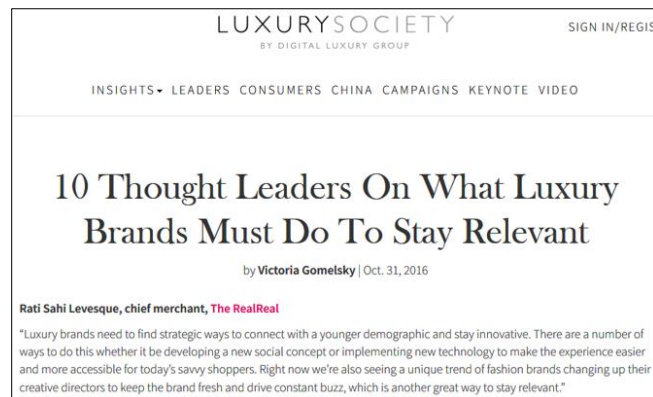 LUXURYSOCIETY
SIGN IN/REGIS
BY DIGITAL LUXURY GROUP
INSIGHTS LEADERS CONSUMERS CHINA CAMPAIGNS KEYNOTE VIDEO
10 Thought Leaders On What Luxury
Brands Must Do To Stay Relevant
by Victoria Gomelsky | Oct. 31, 2016
Rati Sahi Levesque, chief merchant, The RealReal
“Luxury brands need to find strategic ways to connect with a younger demographic and stay innovative. There are a number of
ways to do this whether it be developing a new social concept or implementing new technology to make the experience easier
and more accessible for today’s savvy shoppers. Right now we’re also seeing a unique trend of fashion brands changing up their
creative directors to keep the brand fresh and drive constant buzz, which is another great way to stay relevant.”